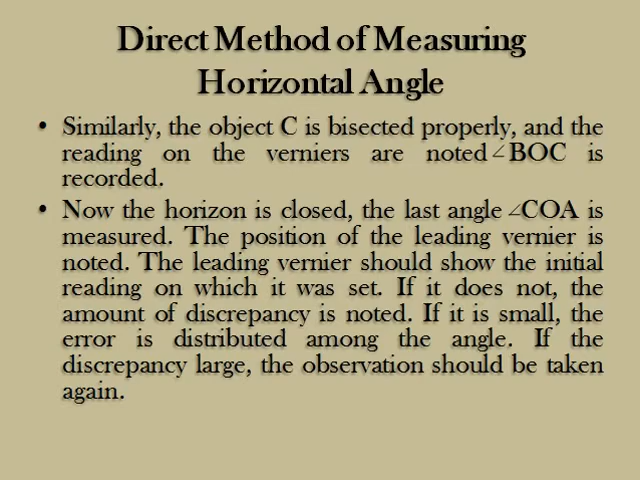 Direct Method of Measuring
Horizontal Angle
• Similarly, the object C is bisected properly, and the
reading on the verniers are noted∠BOC is
recorded.
• Now the horizon is closed, the last angle ∠COA is
measured. The position of the leading vernier is
noted. The leading vernier should show the initial
reading on which it was set. If it does not, the
amount of discrepancy is noted. If it is small, the
error is distributed among the angle. If the
discrepancy large, the observation should be taken
again.